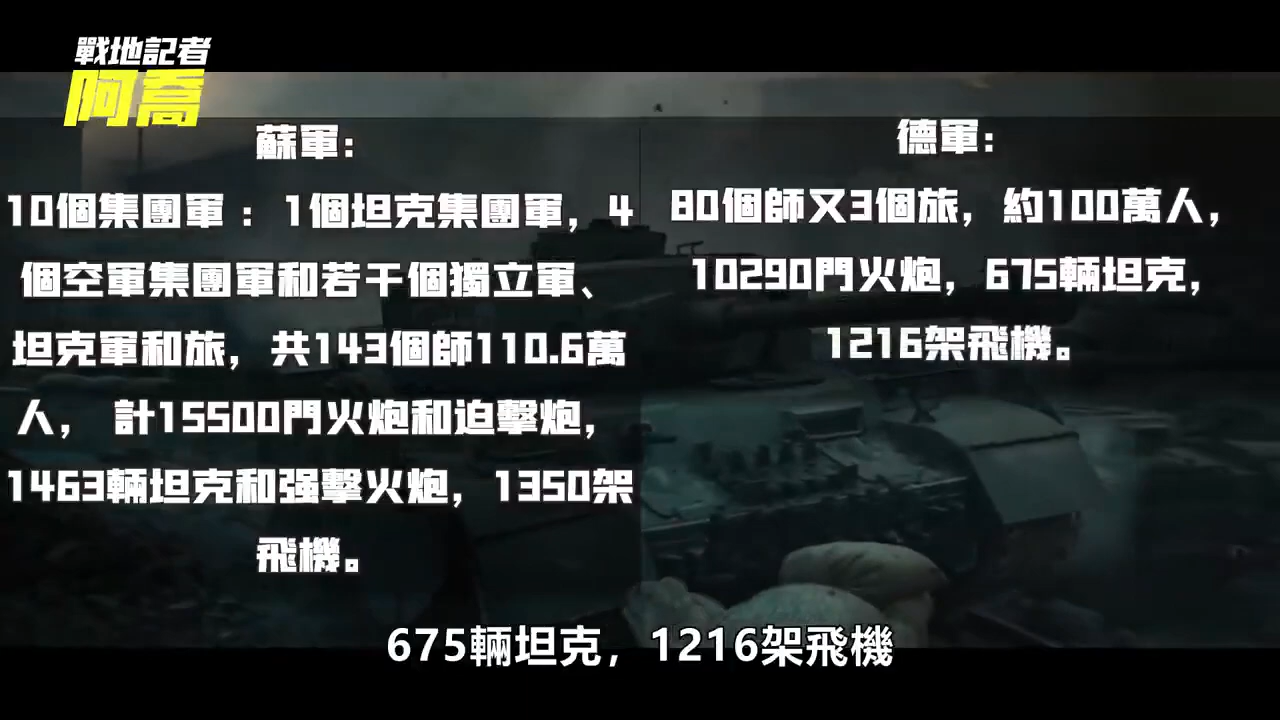 戰地記者
阿喬
蘇軍:
10個集團軍：1個坦克集團軍，4
個空軍集團軍和若干個獨立軍、
坦克軍和旅，共143個師110.6萬
人， 計15500門火炮和迫擊炮，
1463輛坦克和强擊火炮，1350架
飛機。
德軍:
80個師又3個旅，約100萬人，
10290門火炮，675輛坦克，
1216架飛機。
675輛坦克，1216架飛機